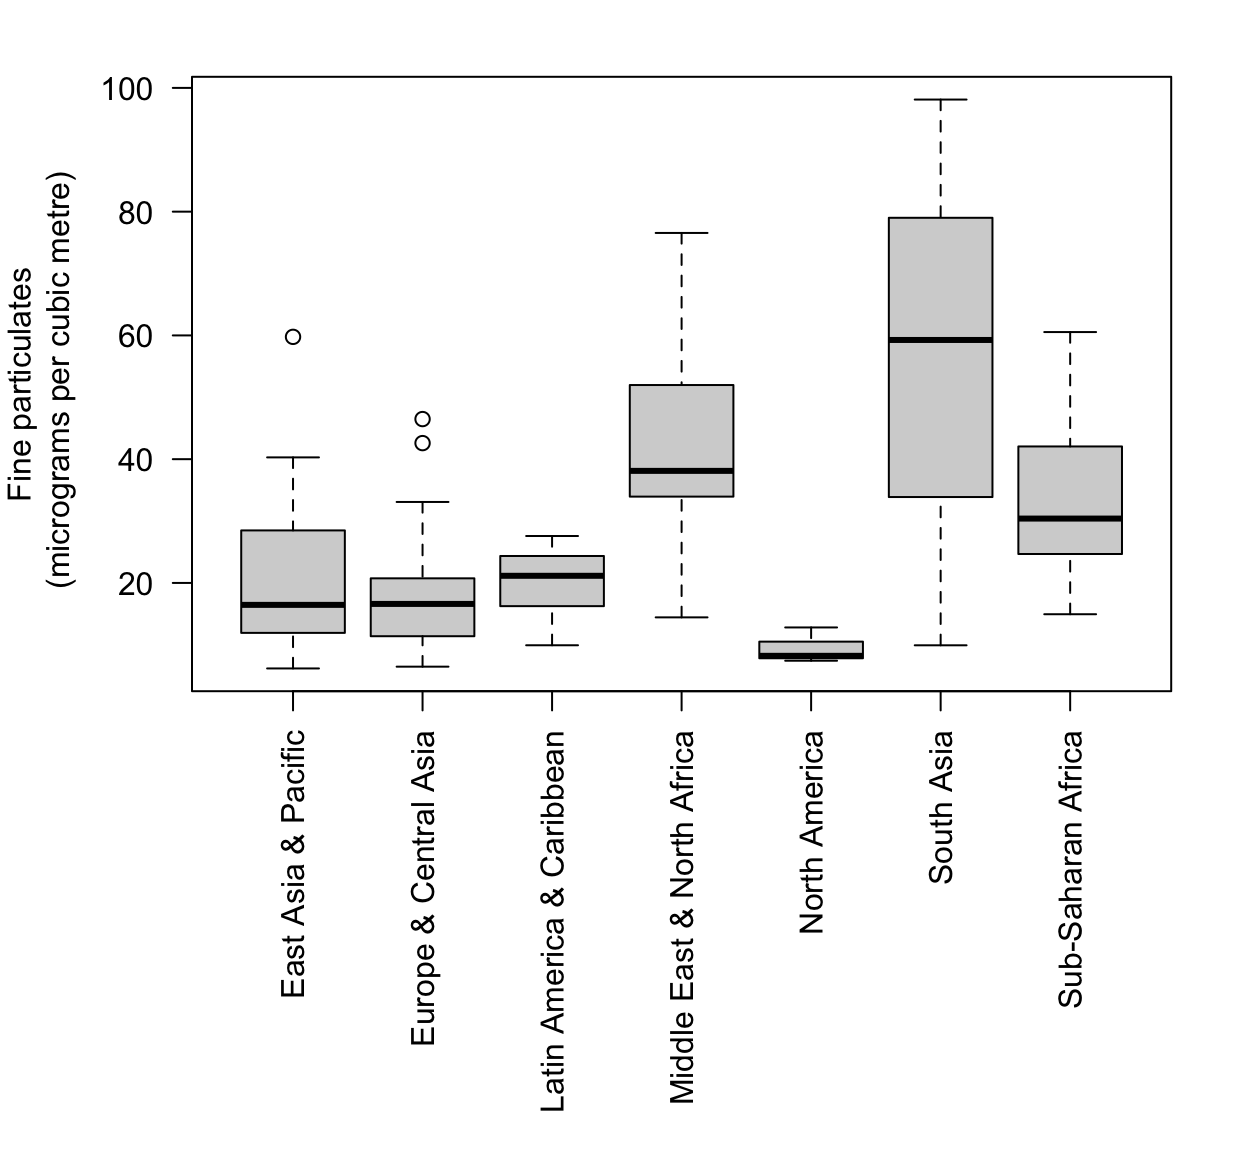 Fine particulates
(micrograms per cubic metre)
100
80
60
40
20
East Asia & Pacific
Europe & Central Asia
Latin America & Caribbean
Middle East & North Africa
North America
South Asia
Sub-Saharan Africa